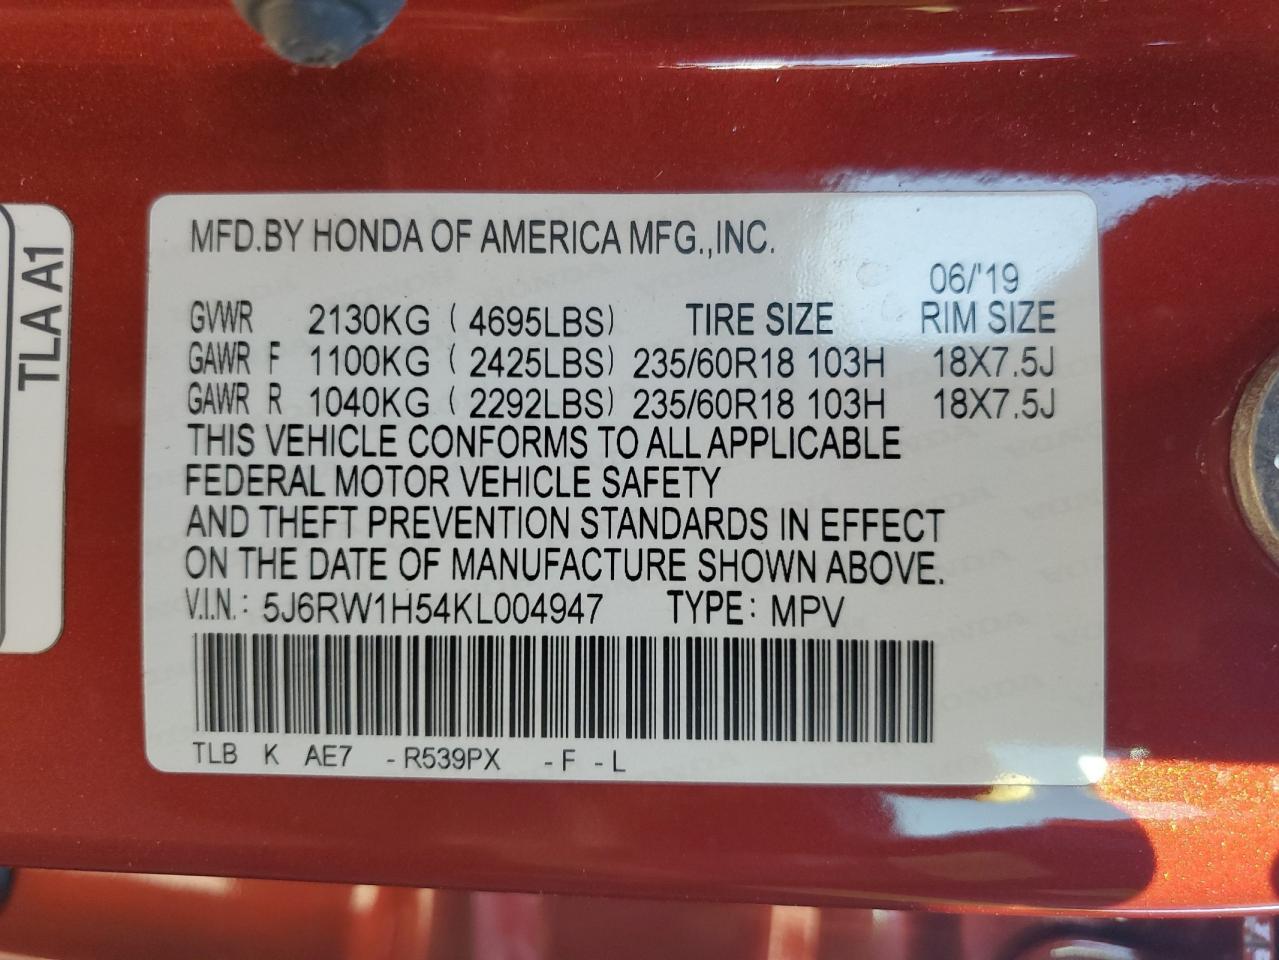 MFD.BY HONDA OF AMERICA MFG.,INC.
06/'19
GVWR 2130KG ( 4695LBS) TIRE SIZE RIM SIZE
GAWR F 1100KG ( 2425LBS) 235/60R18 103H 18X7.5J
GAWR R 1040KG ( 2292LBS) 235/60R18 103H 18X7.5J
THIS VEHICLE CONFORMS TO ALL APPLICABLE
FEDERAL MOTOR VEHICLE SAFETY
AND THEFT PREVENTION STANDARDS IN EFFECT
ON THE DATE OF MANUFACTURE SHOWN ABOVE.
V.I.N.: 5J6RW1H54KL004947 TYPE: MPV
TLB K AE7 -R539PX -F -L
TLA A1